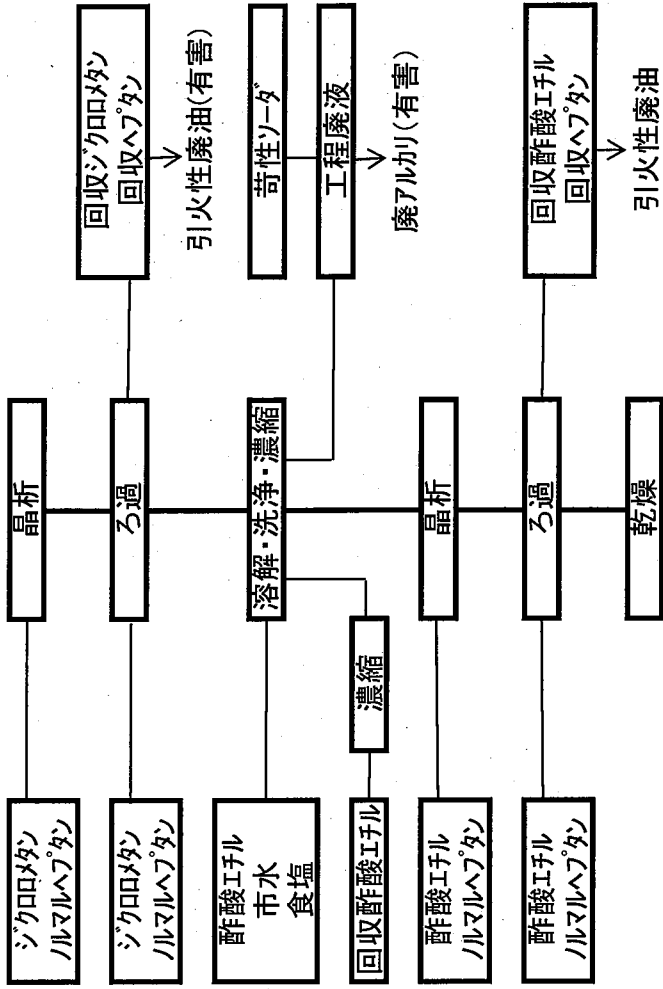 ジクロロメタン
ノルマルヘプタン
ジクロロメタン
ノルマルヘプタン
酢酸エチル
市水
食塩
回収酢酸エチル
酢酸エチル
ノルマルヘプタン
酢酸エチル
ノルマルヘプタン
濃縮
晶析
ろ過
溶解・洗浄・濃縮
晶析
ろ過
乾燥
回収ジクロロメタン
回収ヘプタン
引火性廃油(有害)
苛性ソーダ
工程廃液
廃アルカリ(有害)
回収酢酸エチル
回収ヘプタン
引火性廃油